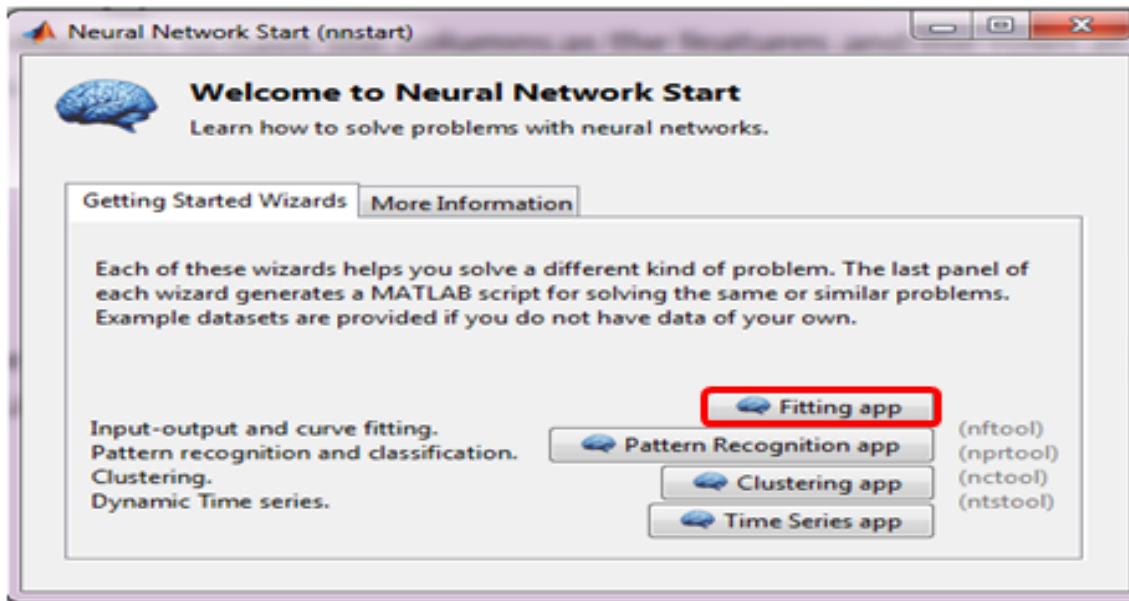 Neural Network Start (nnstart)
Welcome to Neural Network Start
Learn how to solve problems with neural networks.
Getting Started Wizards
More Information
Each of these wizards helps you solve a different kind of problem. The last panel of
each wizard generates a MATLAB script for solving the same or similar problems.
Example datasets are provided if you do not have data of your own.
Input-output and curve fitting. Fitting app (nftool)
Pattern recognition and classification. Pattern Recognition app (nprtool)
Clustering. Clustering app (nctool)
Dynamic Time series. Time Series app (ntstool)